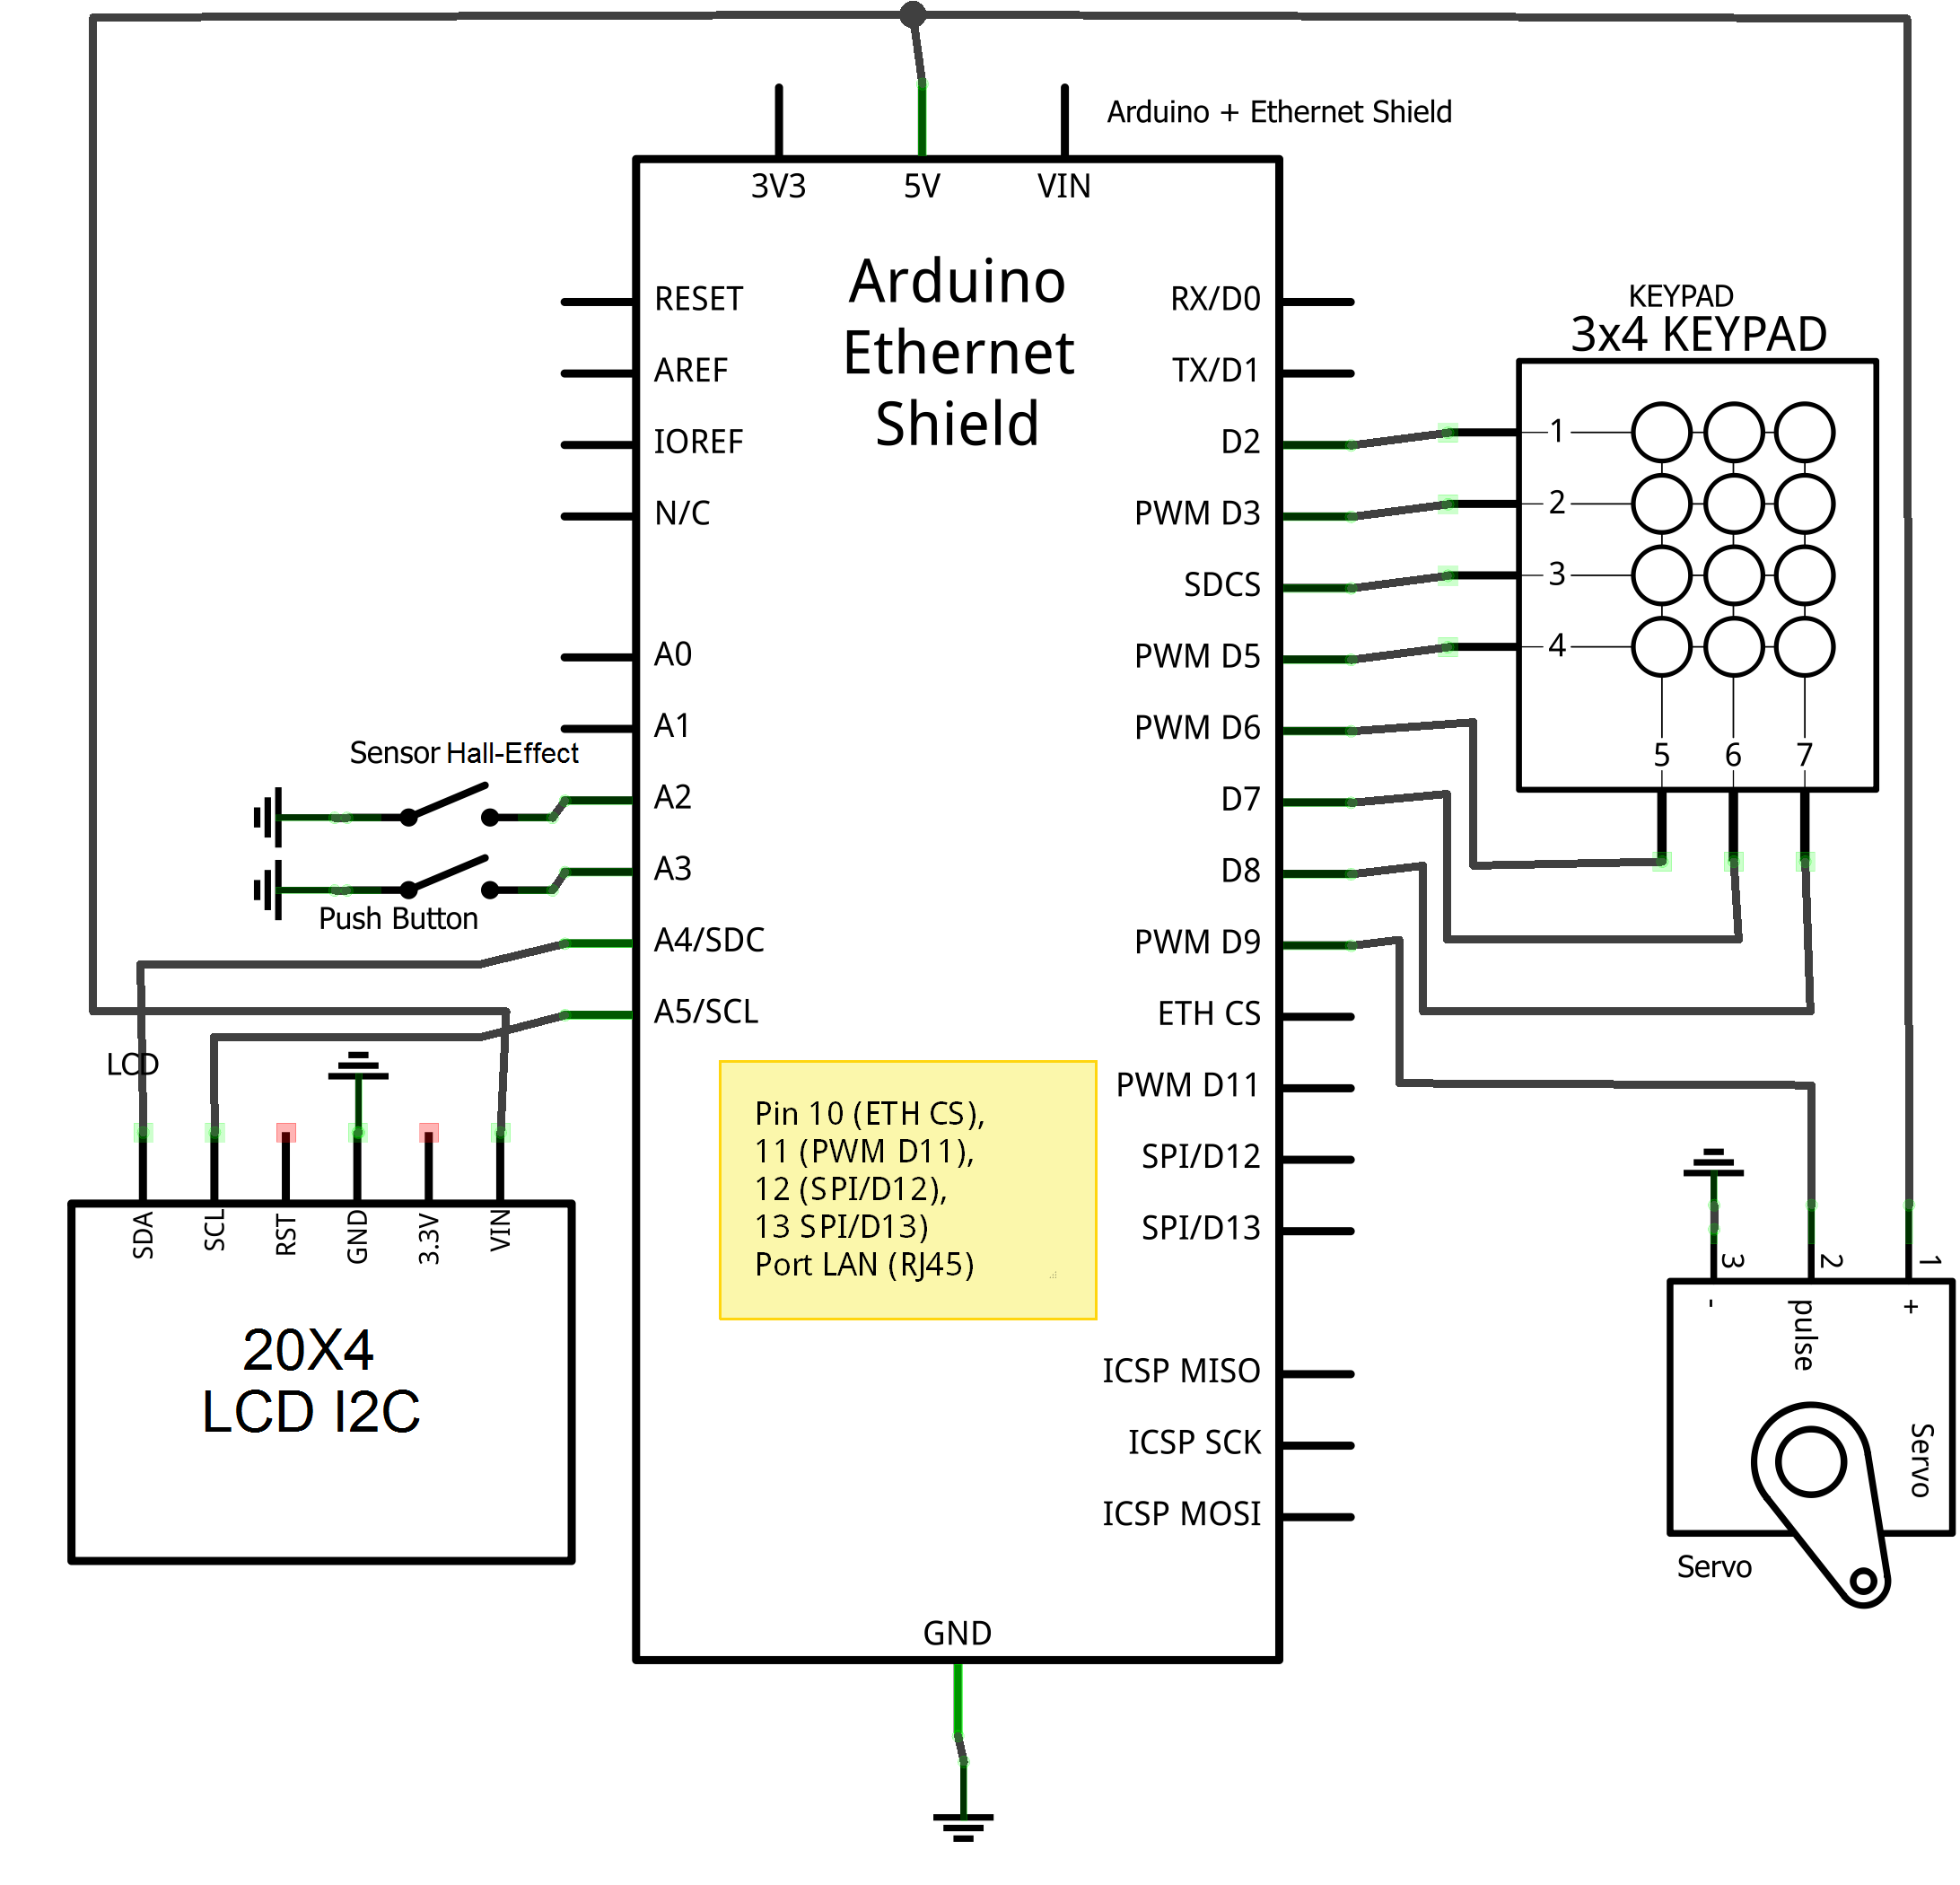 Arduino + Ethernet Shield
3V3
5V
VIN
Arduino
Ethernet
Shield
RESET
AREF
IOREF
N/C
A0
A1
A2
A3
A4/SDC
A5/SCL
RX/D0
TX/D1
D2
PWM D3
SDCS
PWM D5
PWM D6
D7
D8
PWM D9
ETH CS
PWM D11
SPI/D12
SPI/D13
ICSP MISO
ICSP SCK
ICSP MOSI
GND
Pin 10 (ETH CS),
11 (PWM D11),
12 (SPI/D12),
13 SPI/D13)
Port LAN (RJ45)
Sensor Hall-Effect
Push Button
LCD
SDA
SCL
RST
GND
3.3V
VIN
20X4
LCD I2C
KEYPAD
3x4 KEYPAD
1
2
3
4
5 6 7
3
2
1
-
pulse
+
Servo
Servo